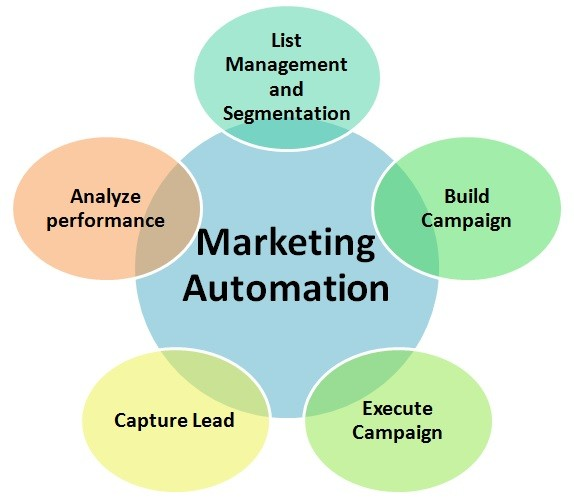 List
Management
and
Segmentation
Analyze
performance
Build
Campaign
Marketing
Automation
Capture Lead
Execute
Campaign